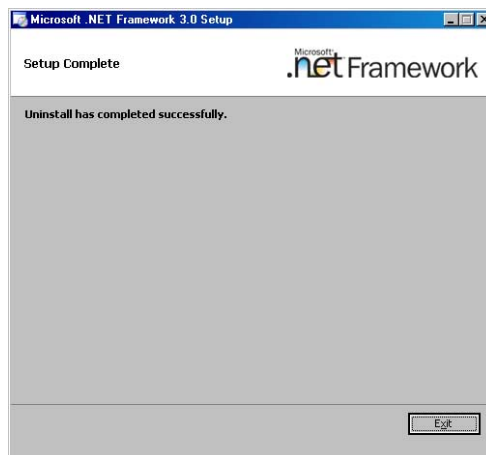 Microsoft .NET Framework 3.0 Setup
Setup Complete
Microsoft
.net Framework
Uninstall has completed successfully.
Exit